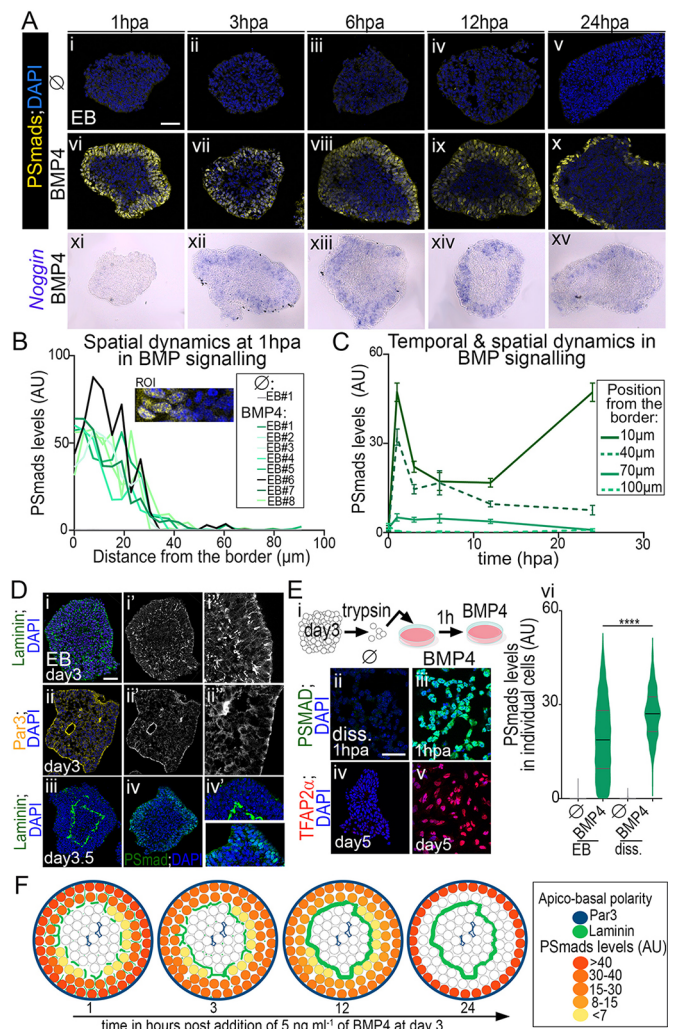 A
1hpa 3hpa 6hpa 12hpa 24hpa
PSmads;DAPI
Ø
i ii iii iv v
EB
BMP4
vi vii viii ix x
Noggin
BMP4
xi xii xiii xiv xv
B
Spatial dynamics at 1hpa
in BMP signalling
PSmads levels (AU)
100
50
0
0 20 40 60 80 100
Distance from the border (µm)
ROI
Ø:
EB#1
BMP4:
EB#1
EB#2
EB#3
EB#4
EB#5
EB#6
EB#7
EB#8
C
Temporal & spatial dynamics in
BMP signalling
PSmads levels (AU)
60
30
0
0 10 20 30
time (hpa)
Position
from the
border:
10µm
40µm
70µm
100µm
D
Laminin;
DAPI
i i' i''
EB
day3
Par3;
DAPI
ii ii' ii''
day3
Laminin;
DAPI
iii iv iv'
day3.5 PSmad;DAPI
E
i
day3
trypsin
1h
BMP4
Ø BMP4
PSMAD;
DAPI
ii iii
diss.
1hpa 1hpa
TFAP2α;
DAPI
iv v
day5 day5
vi
PSmads levels
in individual cells (AU)
60
30
0
****
Ø BMP4 Ø BMP4
EB diss.
F
1 3 12 24
time in hours post addition of 5 ng ml⁻¹ of BMP4 at day 3
Apico-basal polarity
Par3
Laminin
PSmads levels (AU)
>40
30-40
15-30
8-15
<7